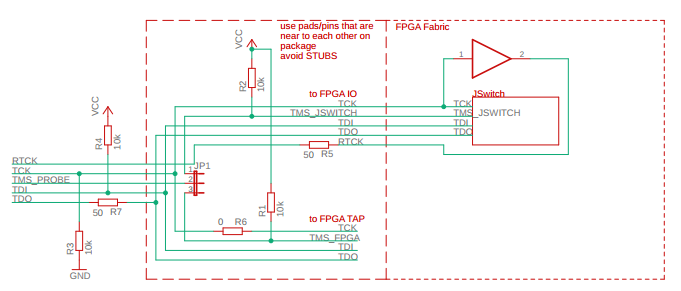 use pads/pins that are
near to each other on
package
avoid STUBS
FPGA Fabric
VCC
R2
10k
1
2
to FPGA IO
TCK
TMS_JSWITCH
TDI
TDO
RTCK
JSwitch
TCK
TMS_JSWITCH
TDI
TDO
VCC
R4
10k
50
R5
RTCK
TCK
TMS_PROBE
TDI
TDO
50
R7
JP1
1
2
3
R1
10k
R3
10k
GND
0
R6
to FPGA TAP
TCK
TMS_FPGA
TDI
TDO